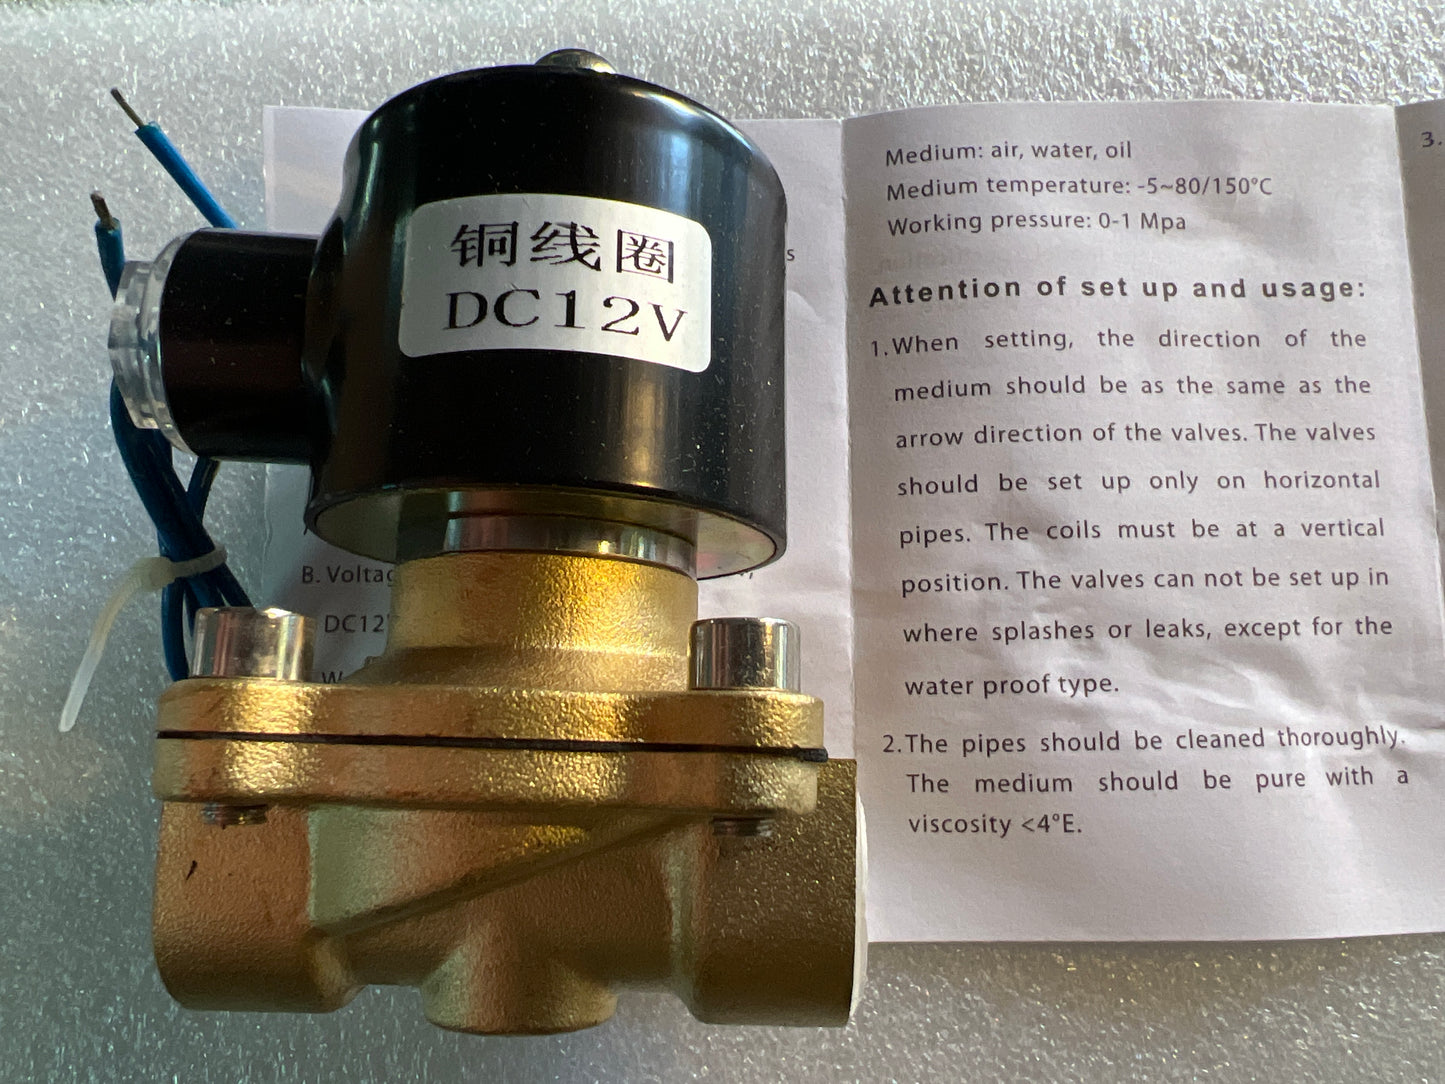 铜线圈
DC12V
s
B. Voltag
DC12
Medium: air, water, oil
Medium temperature: -5~80/150°C
Working pressure: 0-1 Mpa
Attention of set up and usage:
1.When setting, the direction of the
medium should be as the same as the
arrow direction of the valves. The valves
should be set up only on horizontal
pipes. The coils must be at a vertical
position. The valves can not be set up in
where splashes or leaks, except for the
water proof type.
2.The pipes should be cleaned thoroughly.
The medium should be pure with a
viscosity <4°E.
3.